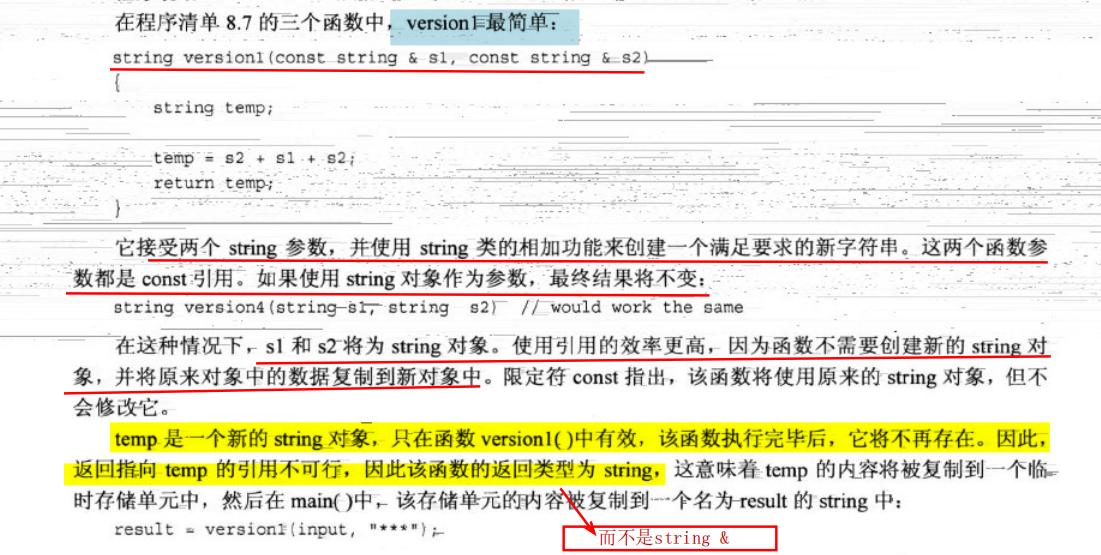 在程序清单 8.7 的三个函数中，version1 最简单：
string version1(const string & s1, const string & s2)
{
string temp;
temp = s2 + s1 + s2;
return temp;
}
它接受两个 string 参数，并使用 string 类的相加功能来创建一个满足要求的新字符串。这两个函数参
数都是 const 引用。如果使用 string 对象作为参数，最终结果将不变：
string version4(string s1, string s2) // would work the same
在这种情况下，s1 和 s2 将为 string 对象。使用引用的效率更高，因为函数不需要创建新的 string 对
象，并将原来对象中的数据复制到新对象中。限定符 const 指出，该函数将使用原来的 string 对象，但不
会修改它。
temp 是一个新的 string 对象，只在函数 version1( )中有效，该函数执行完毕后，它将不再存在。因此，
返回指向 temp 的引用不可行，因此该函数的返回类型为 string，这意味着 temp 的内容将被复制到一个临
时存储单元中，然后在 main( )中，该存储单元的内容被复制到一个名为 result 的 string 中：
result = version1(input, "***");
而不是string &